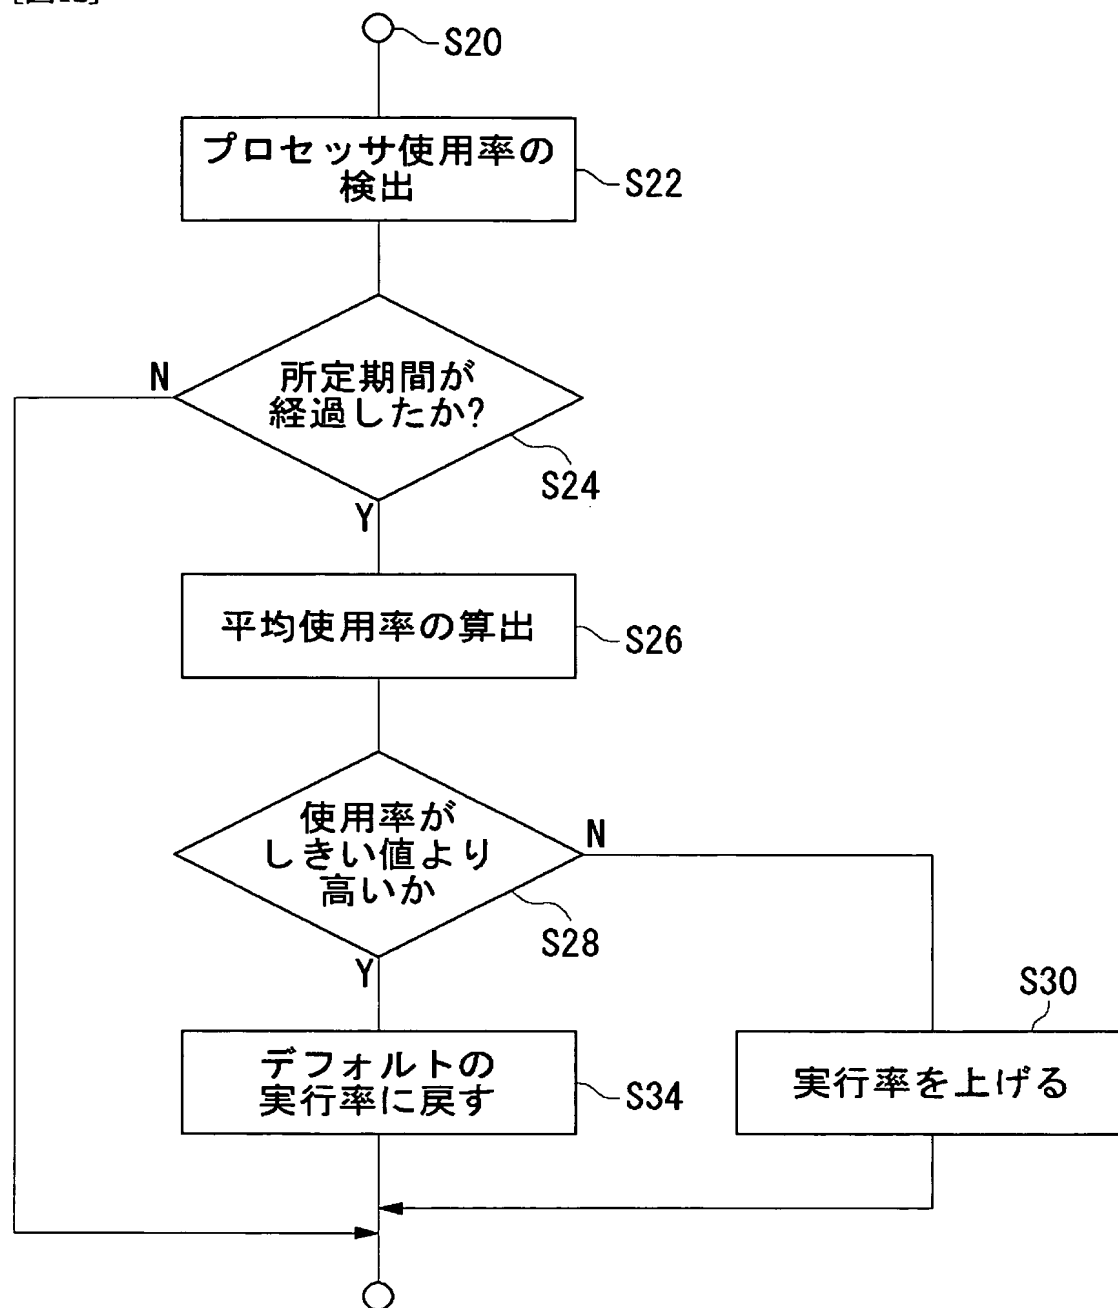 S20
プロセッサ使用率の
検出
S22
N
所定期間が
経過したか?
S24
Y
平均使用率の算出
S26
使用率が
しきい値より
高いか
N
S28
Y
S30
デフォルトの
実行率に戻す
S34
実行率を上げる